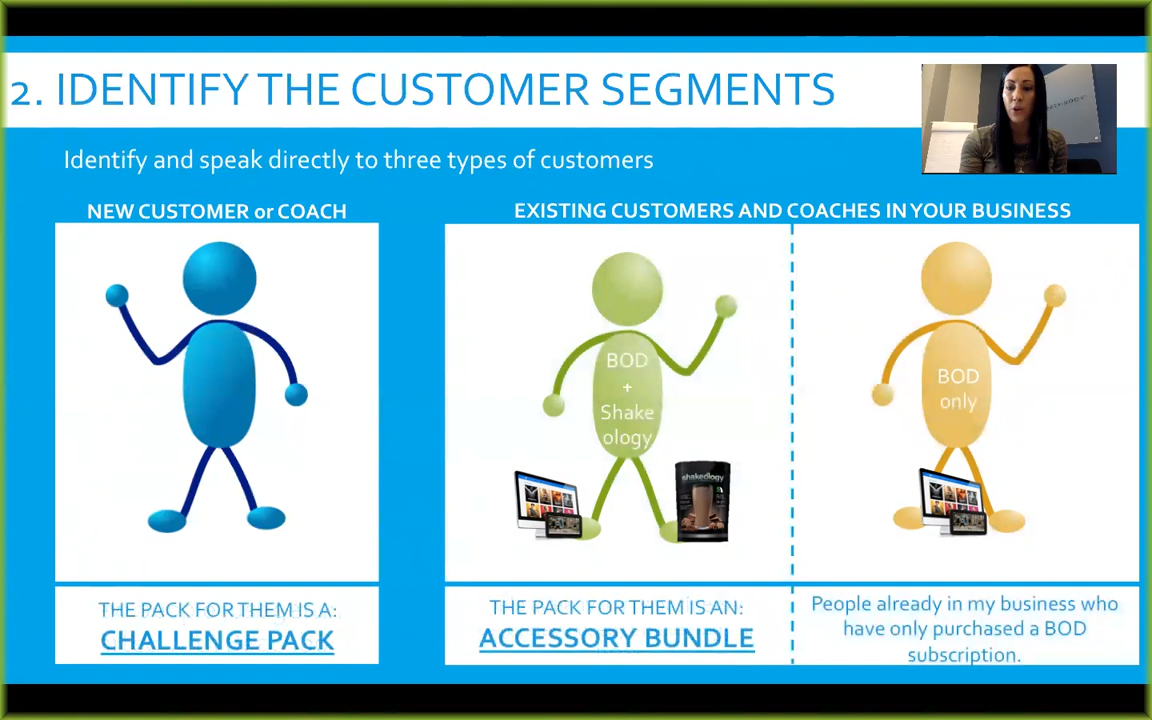 2. IDENTIFY THE CUSTOMER SEGMENTS
Identify and speak directly to three types of customers
NEW CUSTOMER or COACH
EXISTING CUSTOMERS AND COACHES IN YOUR BUSINESS
BOD
+
Shake
ology
BOD
only
shakeology
THE PACK FOR THEM IS A:
CHALLENGE PACK
THE PACK FOR THEM IS AN:
ACCESSORY BUNDLE
People already in my business who
have only purchased a BOD
subscription.